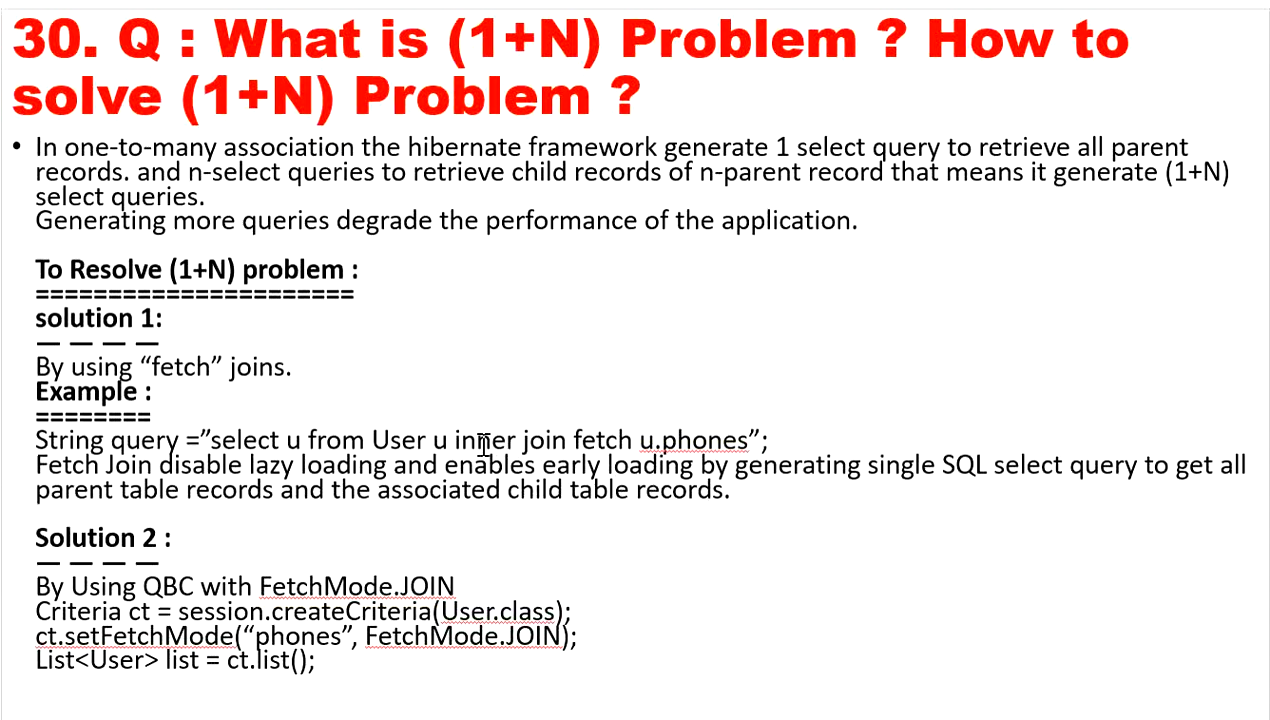 30. Q : What is (1+N) Problem ? How to
solve (1+N) Problem ?
• In one-to-many association the hibernate framework generate 1 select query to retrieve all parent
records. and n-select queries to retrieve child records of n-parent record that means it generate (1+N)
select queries.
Generating more queries degrade the performance of the application.
To Resolve (1+N) problem :
======================
solution 1:
— — — —
By using “fetch” joins.
Example :
========
String query =”select u from User u inner join fetch u.phones”;
Fetch Join disable lazy loading and enables early loading by generating single SQL select query to get all
parent table records and the associated child table records.
Solution 2 :
— — — —
By Using QBC with FetchMode.JOIN
Criteria ct = session.createCriteria(User.class);
ct.setFetchMode(“phones”, FetchMode.JOIN);
List<User> list = ct.list();